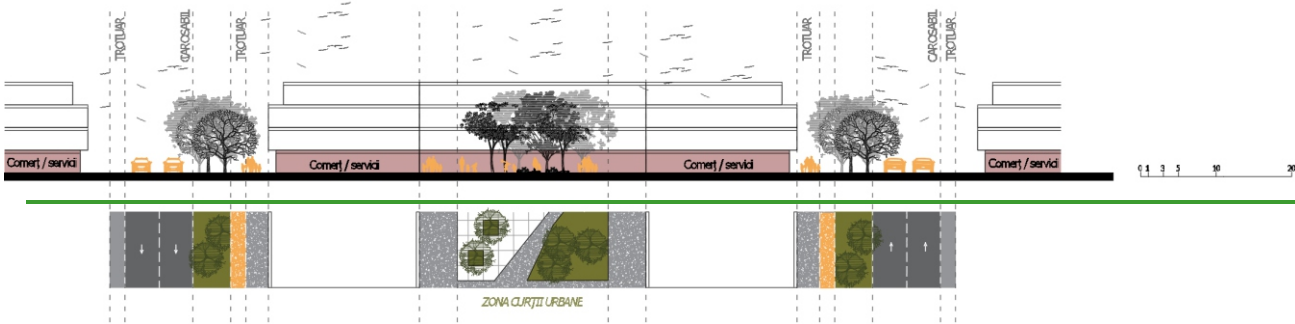 TROTUAR
CAROSABIL
TROTUAR
TROTUAR
CAROSABIL
TROTUAR
Comerț / servicii
Comerț / servicii
Comerț / servicii
Comerț / servicii
0 1 3 5 10 20
ZONA CURȚII URBANE